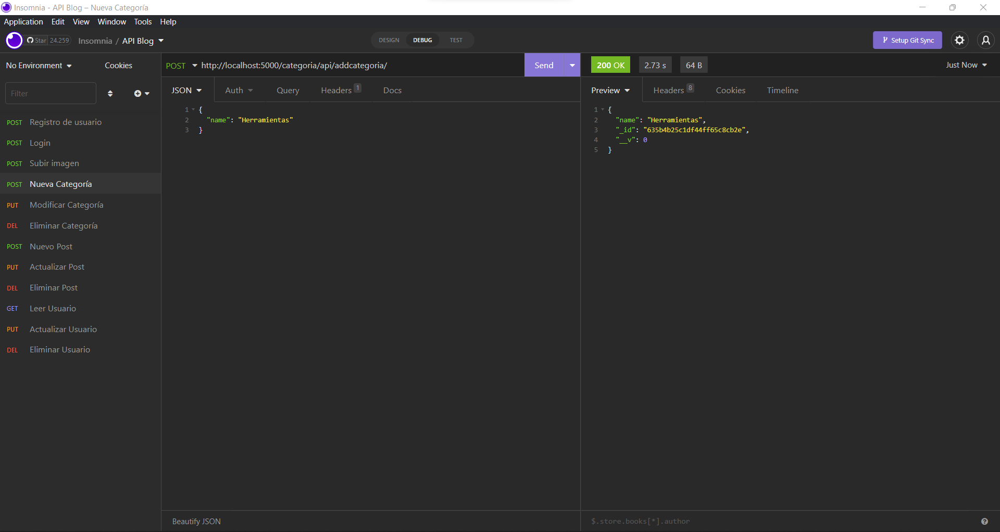 Insomnia - API Blog – Nueva Categoría
Application Edit View Window Tools Help
Star 24.259 Insomnia / API Blog DESIGN DEBUG TEST Setup Git Sync
No Environment Cookies
Filter
POST Registro de usuario
POST Login
POST Subir imagen
POST Nueva Categoría
PUT Modificar Categoría
DEL Eliminar Categoría
POST Nuevo Post
PUT Actualizar Post
DEL Eliminar Post
GET Leer Usuario
PUT Actualizar Usuario
DEL Eliminar Usuario
POST http://localhost:5000/categoria/api/addcategoria/ Send
JSON Auth Query Headers 1 Docs
1 {
2 "name": "Herramientas"
3 }
Beautify JSON
200 OK 2.73 s 64 B Just Now
Preview Headers 8 Cookies Timeline
1 {
2 "name": "Herramientas",
3 "_id": "635b4b25c1df44ff65c8cb2e",
4 "__v": 0
5 }
$.store.books[*].author